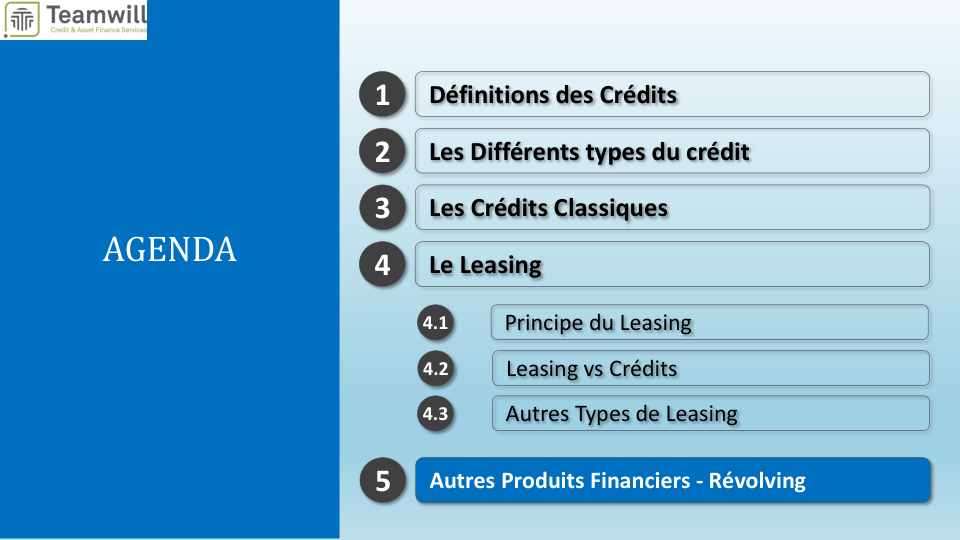 Teamwill
Credit & Asset Finance Services
AGENDA
1 Définitions des Crédits
2 Les Différents types du crédit
3 Les Crédits Classiques
4 Le Leasing
4.1 Principe du Leasing
4.2 Leasing vs Crédits
4.3 Autres Types de Leasing
5 Autres Produits Financiers - Révolving